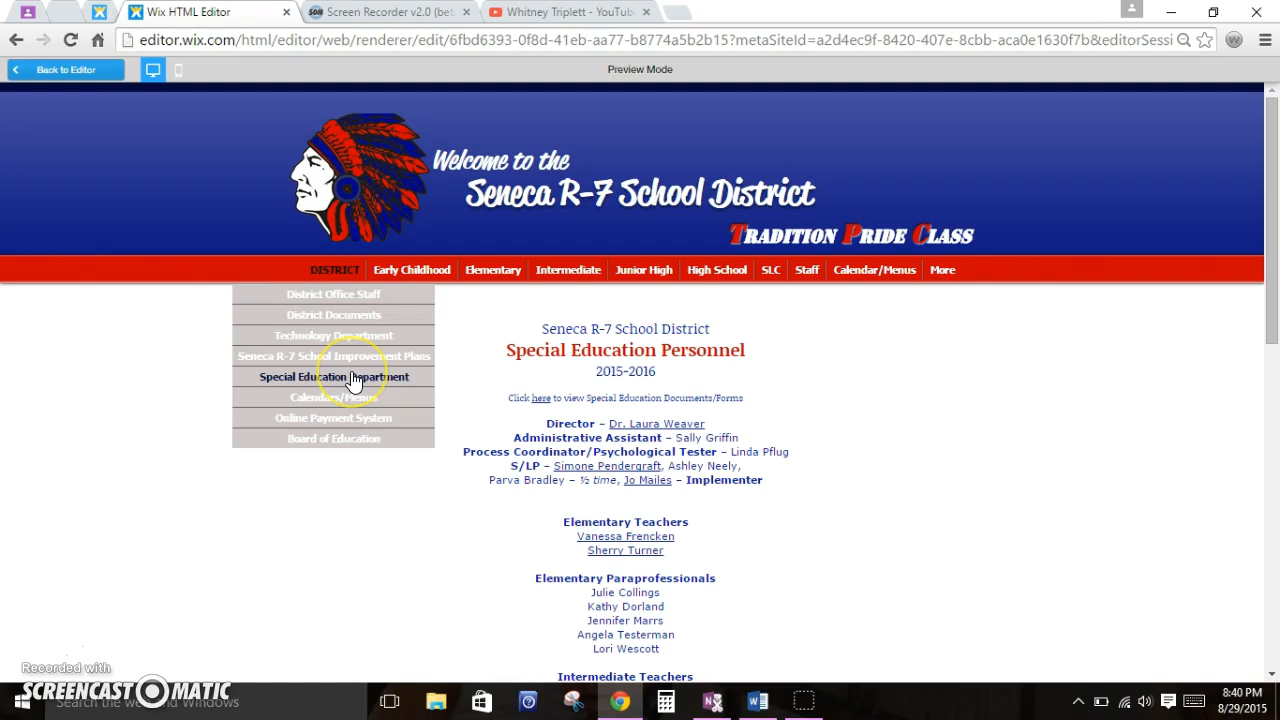 Wix HTML Editor
Screen Recorder v2.0 (bet
Whitney Triplett - YouTub
editor.wix.com/html/editor/web/renderer/edit/6fbd6393-0f8d-41eb-aa77-b8774a5b2b15?metaSiteId=a2d4ec9f-8420-407e-8cbb-aca0e1630f7b&editorSessi
Back to Editor
Preview Mode
Welcome to the
Seneca R-7 School District
TRADITION PRIDE CLASS
DISTRICT Early Childhood Elementary Intermediate Junior High High School SLC Staff Calendar/Menus More
District Office Staff
District Documents
Technology Department
Seneca R-7 School Improvement Plans
Special Education Department
Calendars/Menus
Online Payment System
Board of Education
Seneca R-7 School District
Special Education Personnel
2015-2016
Click here to view Special Education Documents/Forms
Director – Dr. Laura Weaver
Administrative Assistant – Sally Griffin
Process Coordinator/Psychological Tester – Linda Pflug
S/LP – Simone Pendergraft, Ashley Neely,
Parva Bradley – ½ time, Jo Mailes – Implementer
Elementary Teachers
Vanessa Frencken
Sherry Turner
Elementary Paraprofessionals
Julie Collings
Kathy Dorland
Jennifer Marrs
Angela Testerman
Lori Wescott
Intermediate Teachers
Recorded with
SCREENCAST-O-MATIC
Search the web and Windows
8:40 PM
8/29/2015